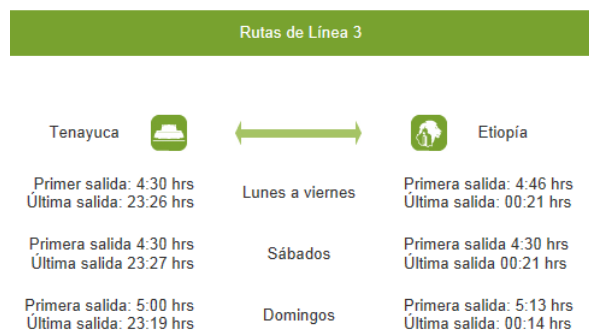 Rutas de Línea 3
Tenayuca
Etiopía
Primer salida: 4:30 hrs
Última salida: 23:26 hrs
Lunes a viernes
Primera salida: 4:46 hrs
Última salida: 00:21 hrs
Primera salida 4:30 hrs
Última salida 23:27 hrs
Sábados
Primera salida 4:30 hrs
Última salida 00:21 hrs
Primera salida: 5:00 hrs
Última salida: 23:19 hrs
Domingos
Primera salida: 5:13 hrs
Última salida: 00:14 hrs